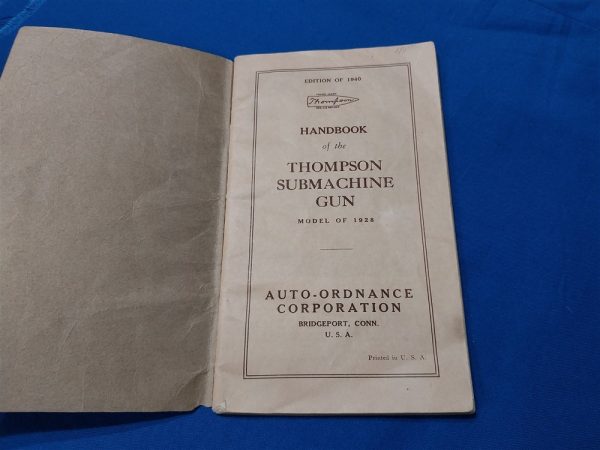 EDITION OF 1940
Thompson
HANDBOOK
of the
THOMPSON
SUBMACHINE
GUN
MODEL OF 1928
AUTO-ORDNANCE
CORPORATION
BRIDGEPORT, CONN.
U. S. A.
Printed in U. S. A.